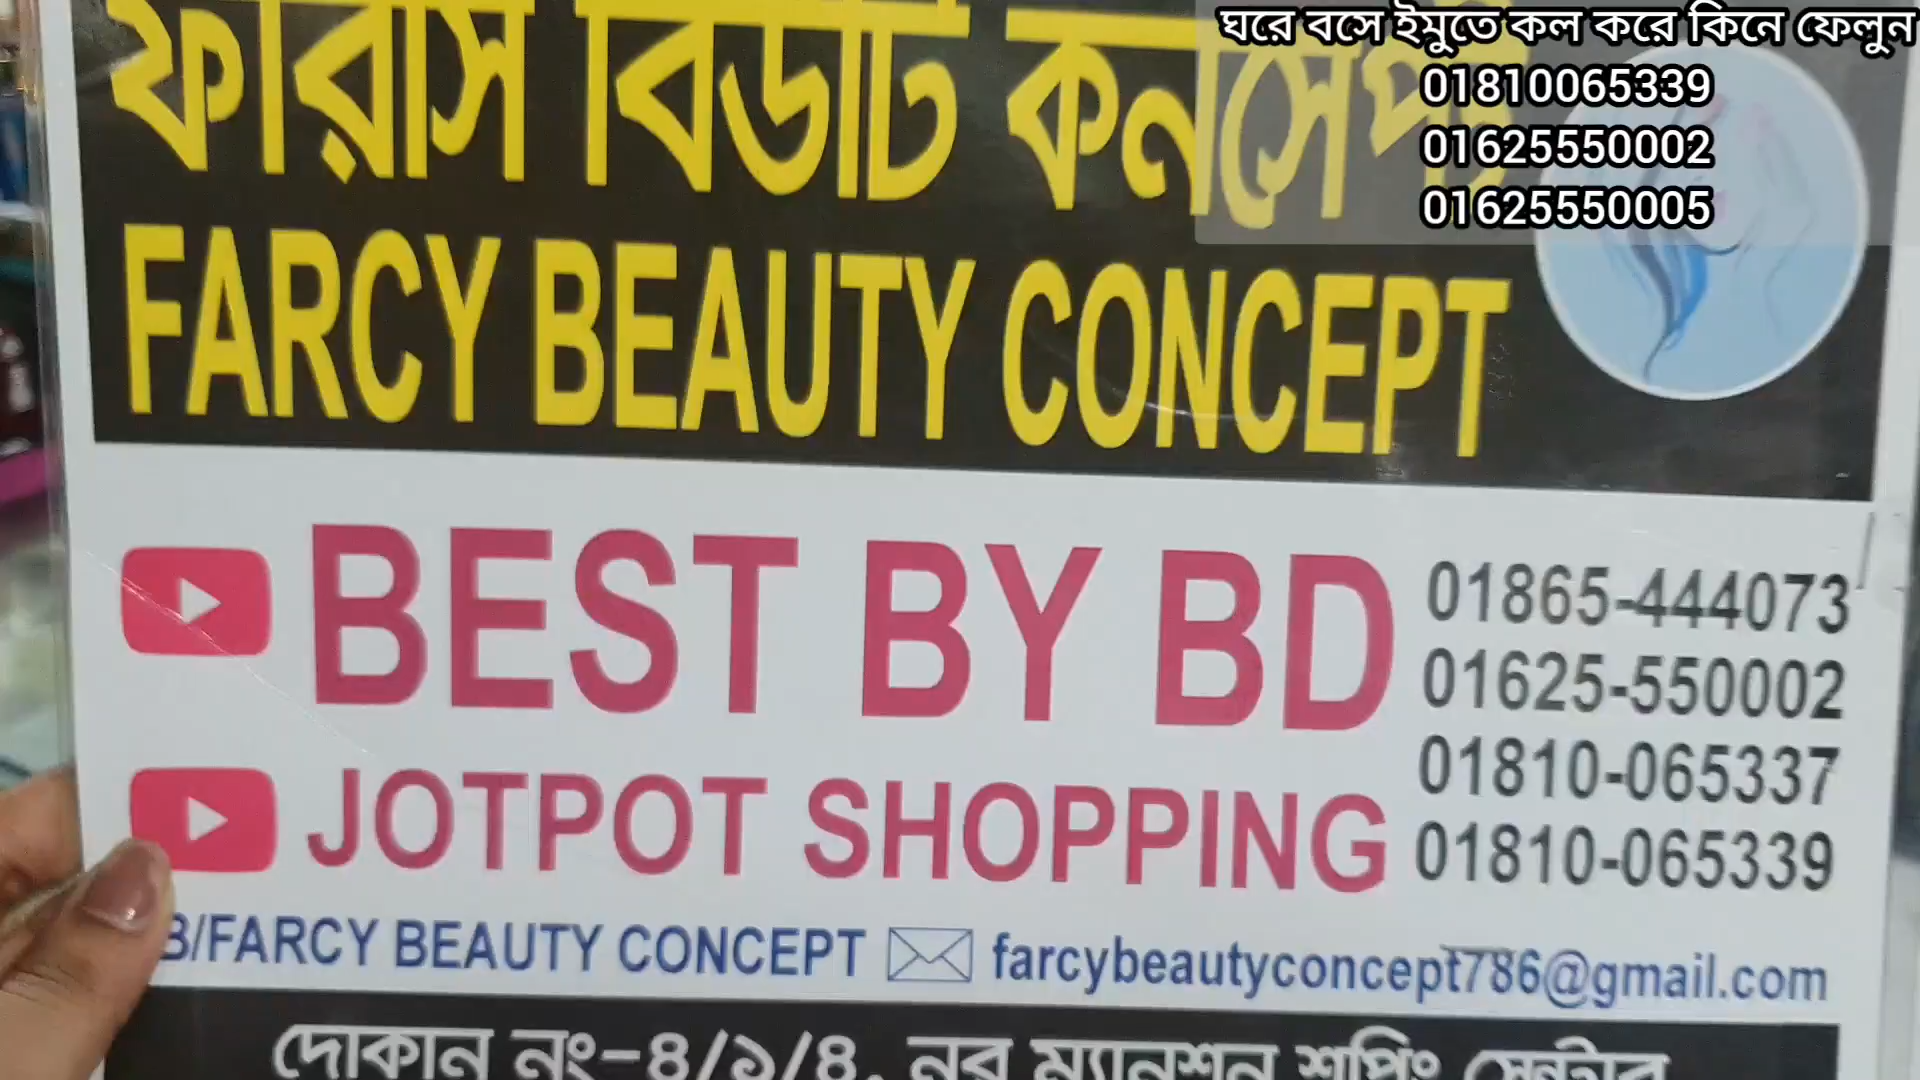 ঘরে বসে ইমুতে কল করে কিনে ফেলুন
01810065339
01625550002
01625550005
ফারসি বিউটি কনসেপ্ট
FARCY BEAUTY CONCEPT
BEST BY BD
JOTPOT SHOPPING
01865-444073
01625-550002
01810-065337
01810-065339
B/FARCY BEAUTY CONCEPT farcybeautyconcept786@gmail.com
দোকান নং-৪/১/৪, নূর ম্যানশন শপিং সেন্টার